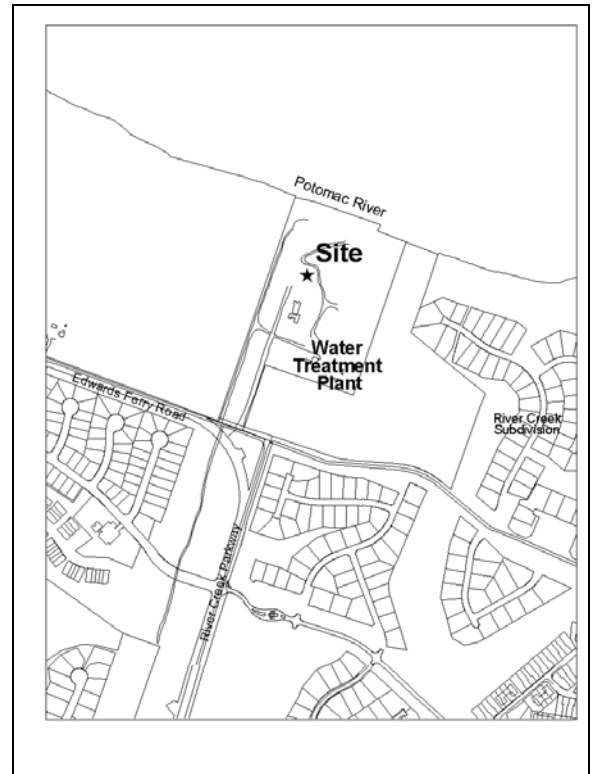 Potomac River
Site
Water
Treatment
Plant
Edwards Ferry Road
River Creek
Subdivision
River Creek Parkway